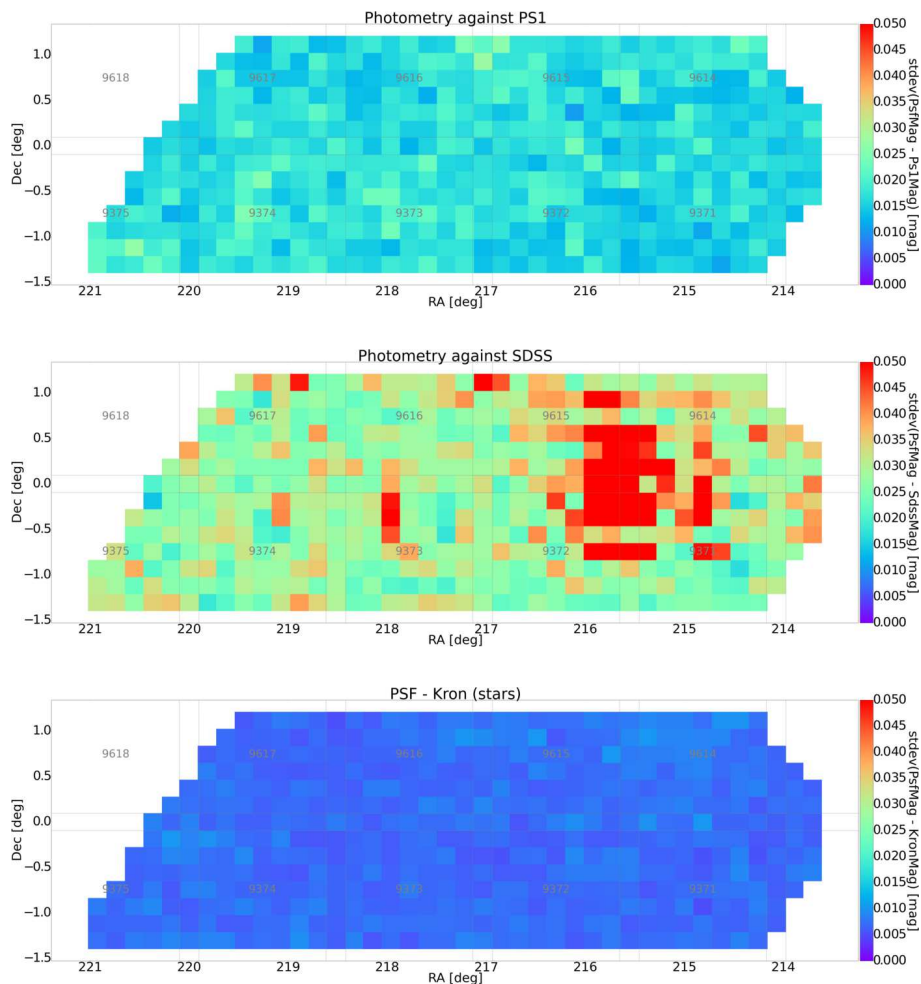 Photometry against PS1
1.0
0.5
0.0
−0.5
−1.0
−1.5
Dec [deg]
9618 9617 9616 9615 9614
9375 9374 9373 9372 9371
221 220 219 218 217 216 215 214
RA [deg]
0.050
0.045
0.040
0.035
0.030
0.025
0.020
0.015
0.010
0.005
0.000
stdev(PsfMag - Ps1Mag) [mag]
Photometry against SDSS
1.0
0.5
0.0
−0.5
−1.0
−1.5
Dec [deg]
9618 9617 9616 9615 9614
9375 9374 9373 9372 9371
221 220 219 218 217 216 215 214
RA [deg]
0.050
0.045
0.040
0.035
0.030
0.025
0.020
0.015
0.010
0.005
0.000
stdev(PsfMag - SdssMag) [mag]
PSF - Kron (stars)
1.0
0.5
0.0
−0.5
−1.0
−1.5
Dec [deg]
9618 9617 9616 9615 9614
9375 9374 9373 9372 9371
221 220 219 218 217 216 215 214
RA [deg]
0.050
0.045
0.040
0.035
0.030
0.025
0.020
0.015
0.010
0.005
0.000
stdev(PsfMag - KronMag) [mag]